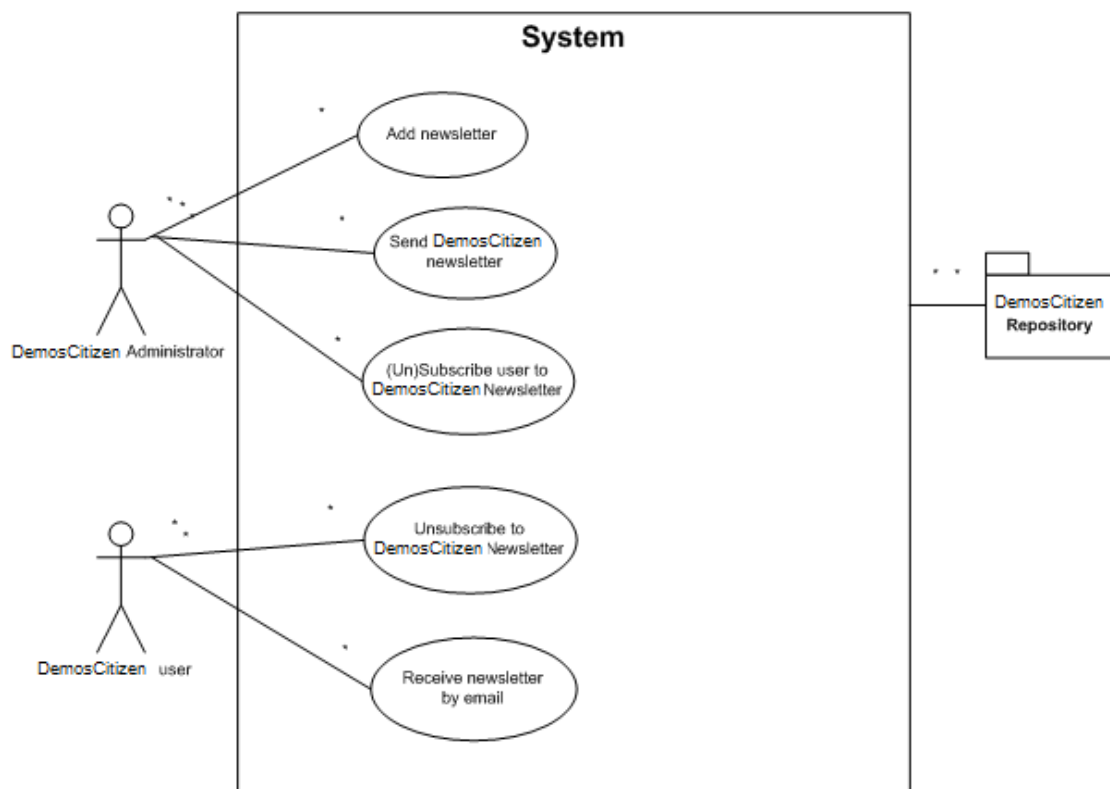 System
*
Add newsletter
* *
*
*
Send DemosCitizen
newsletter
* *
DemosCitizen
Repository
DemosCitizen Administrator
*
(Un)Subscribe user to
DemosCitizen Newsletter
*
*
*
Unsubscribe to
DemosCitizen Newsletter
DemosCitizen user
*
Receive newsletter
by email